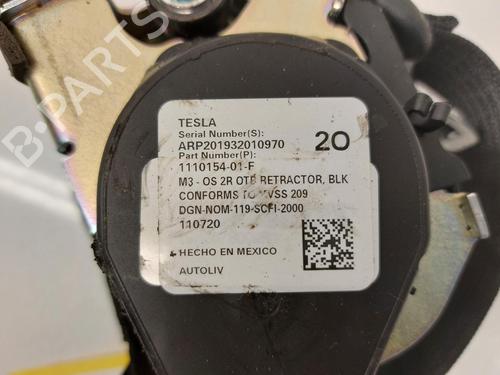 TESLA
Serial Number(S):
ARP201932010970
20
Part Number(P):
1110154-01-F
M3 - OS 2R OTB RETRACTOR, BLK
CONFORMS TO FVSS 209
DGN-NOM-119-SCFI-2000
110720
HECHO EN MEXICO
AUTOLIV
B-PARTS